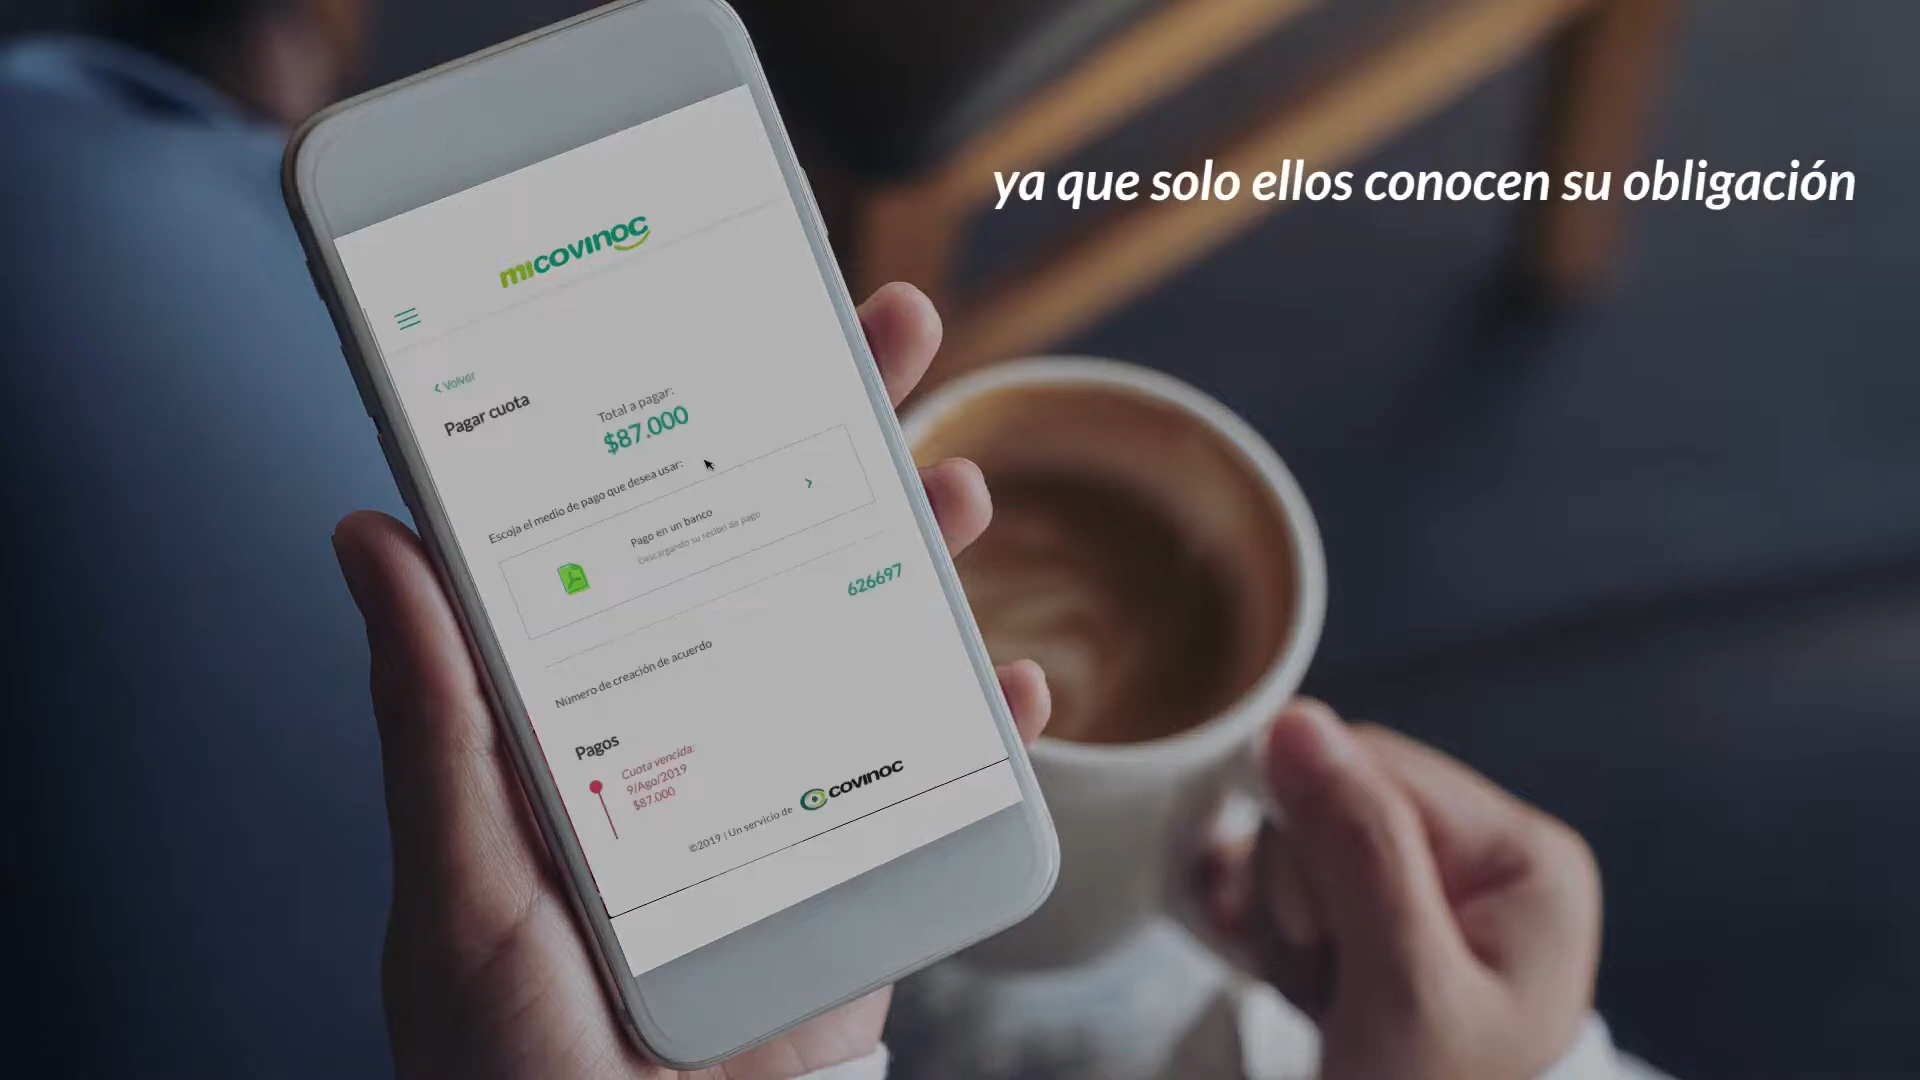 ya que solo ellos conocen su obligación
micovinoc
Volver
Pagar cuota
Total a pagar:
$87.000
Escoja el medio de pago que desea usar:
Pago en un banco
Descargando su recibo de pago
626697
Número de creación de acuerdo
Pagos
Cuota vencida:
9/Ago/2019
$87.000
©2019 | Un servicio de covinoc